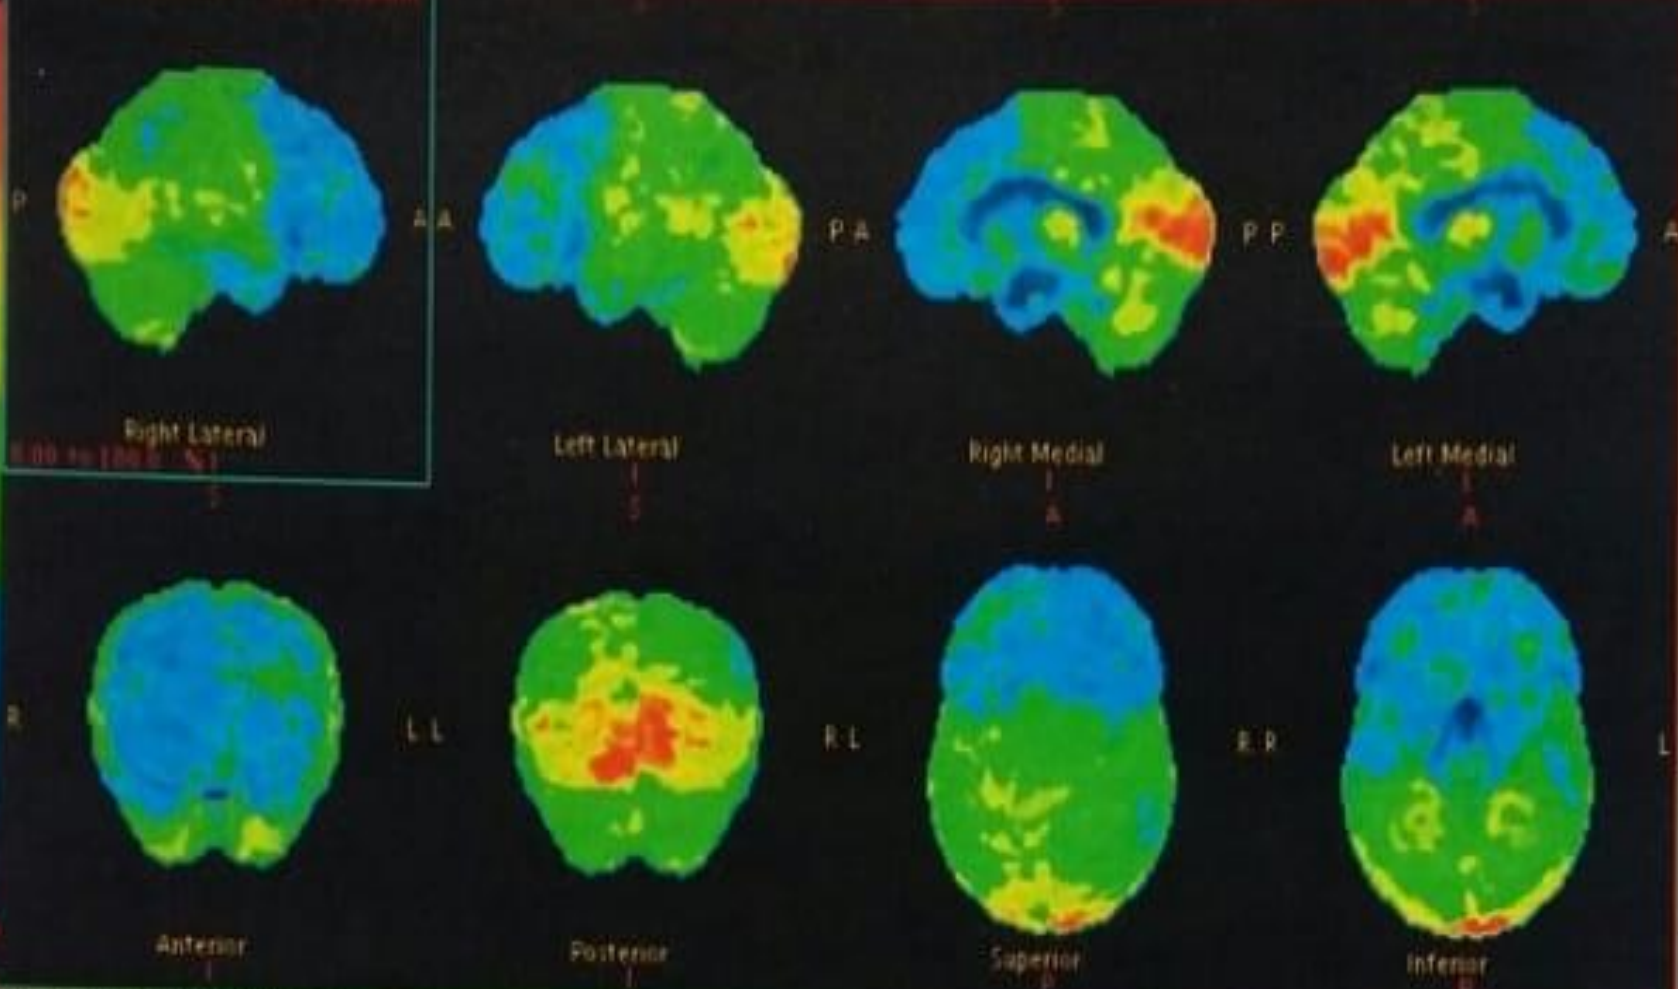 P A A P A P P A
Right Lateral Left Lateral Right Medial Left Medial
S S A A
R L L R L R R L
Anterior Posterior Superior Inferior